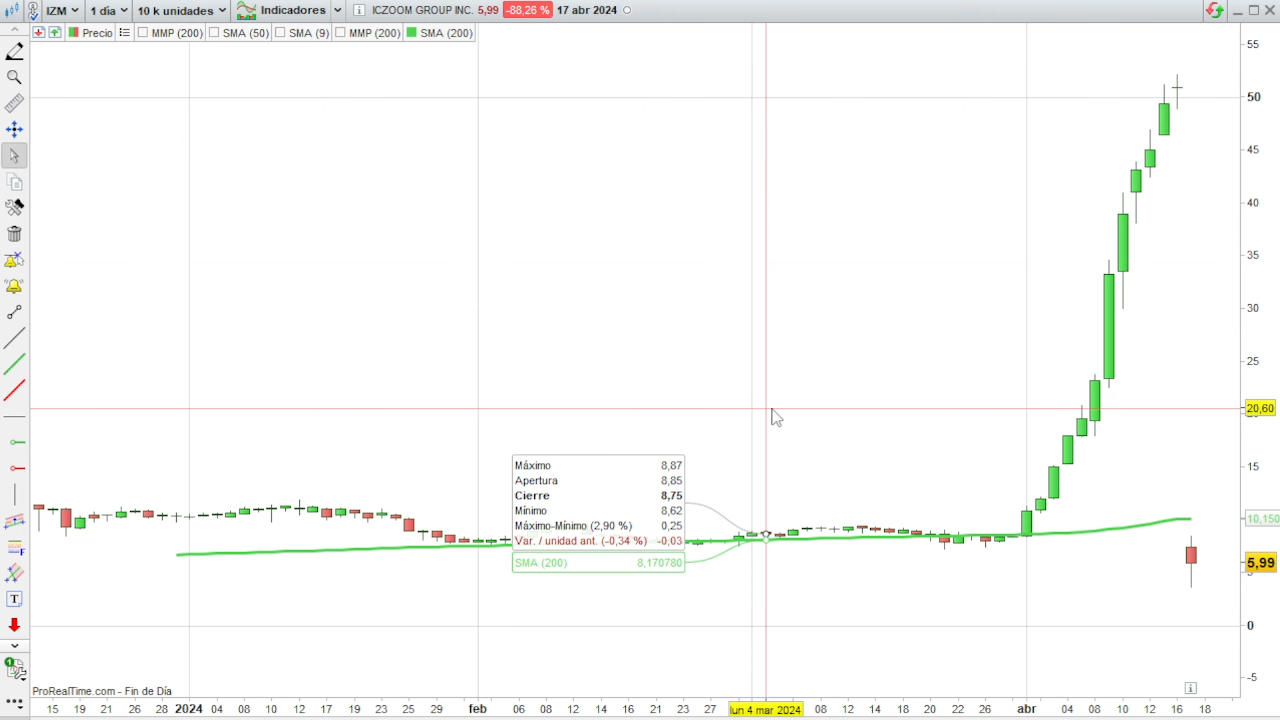 IZM 1 día 10 k unidades Indicadores ICZOOM GROUP INC. 5,99 -88,26 % 17 abr 2024
Precio MMP (200) SMA (50) SMA (9) MMP (200) SMA (200)
55
50
45
40
35
30
25
20,60
15
10,150
5,99
0
-5
Máximo 8,87
Apertura 8,85
Cierre 8,75
Mínimo 8,62
Máximo-Mínimo (2,90 %) 0,25
Var. / unidad ant. (-0,34 %) -0,03
SMA (200) 8,170780
T
F
1
ProRealTime.com - Fin de Día
15 19 21 26 28 2024 04 08 10 12 17 19 23 25 29 feb 06 08 12 14 16 21 23 27 lun 4 mar 2024 08 12 14 18 20 22 26 abr 04 08 10 12 16 18